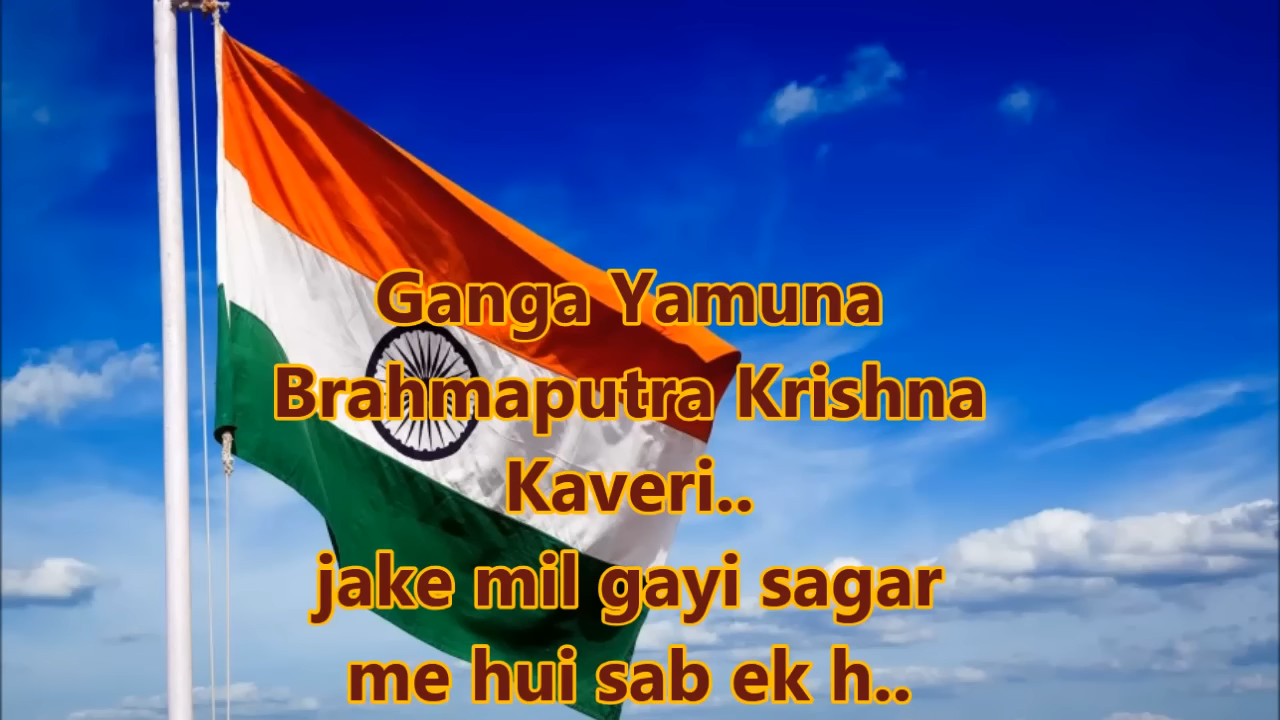 Ganga Yamuna
Brahmaputra Krishna
Kaveri..
jake mil gayi sagar
me hui sab ek h..